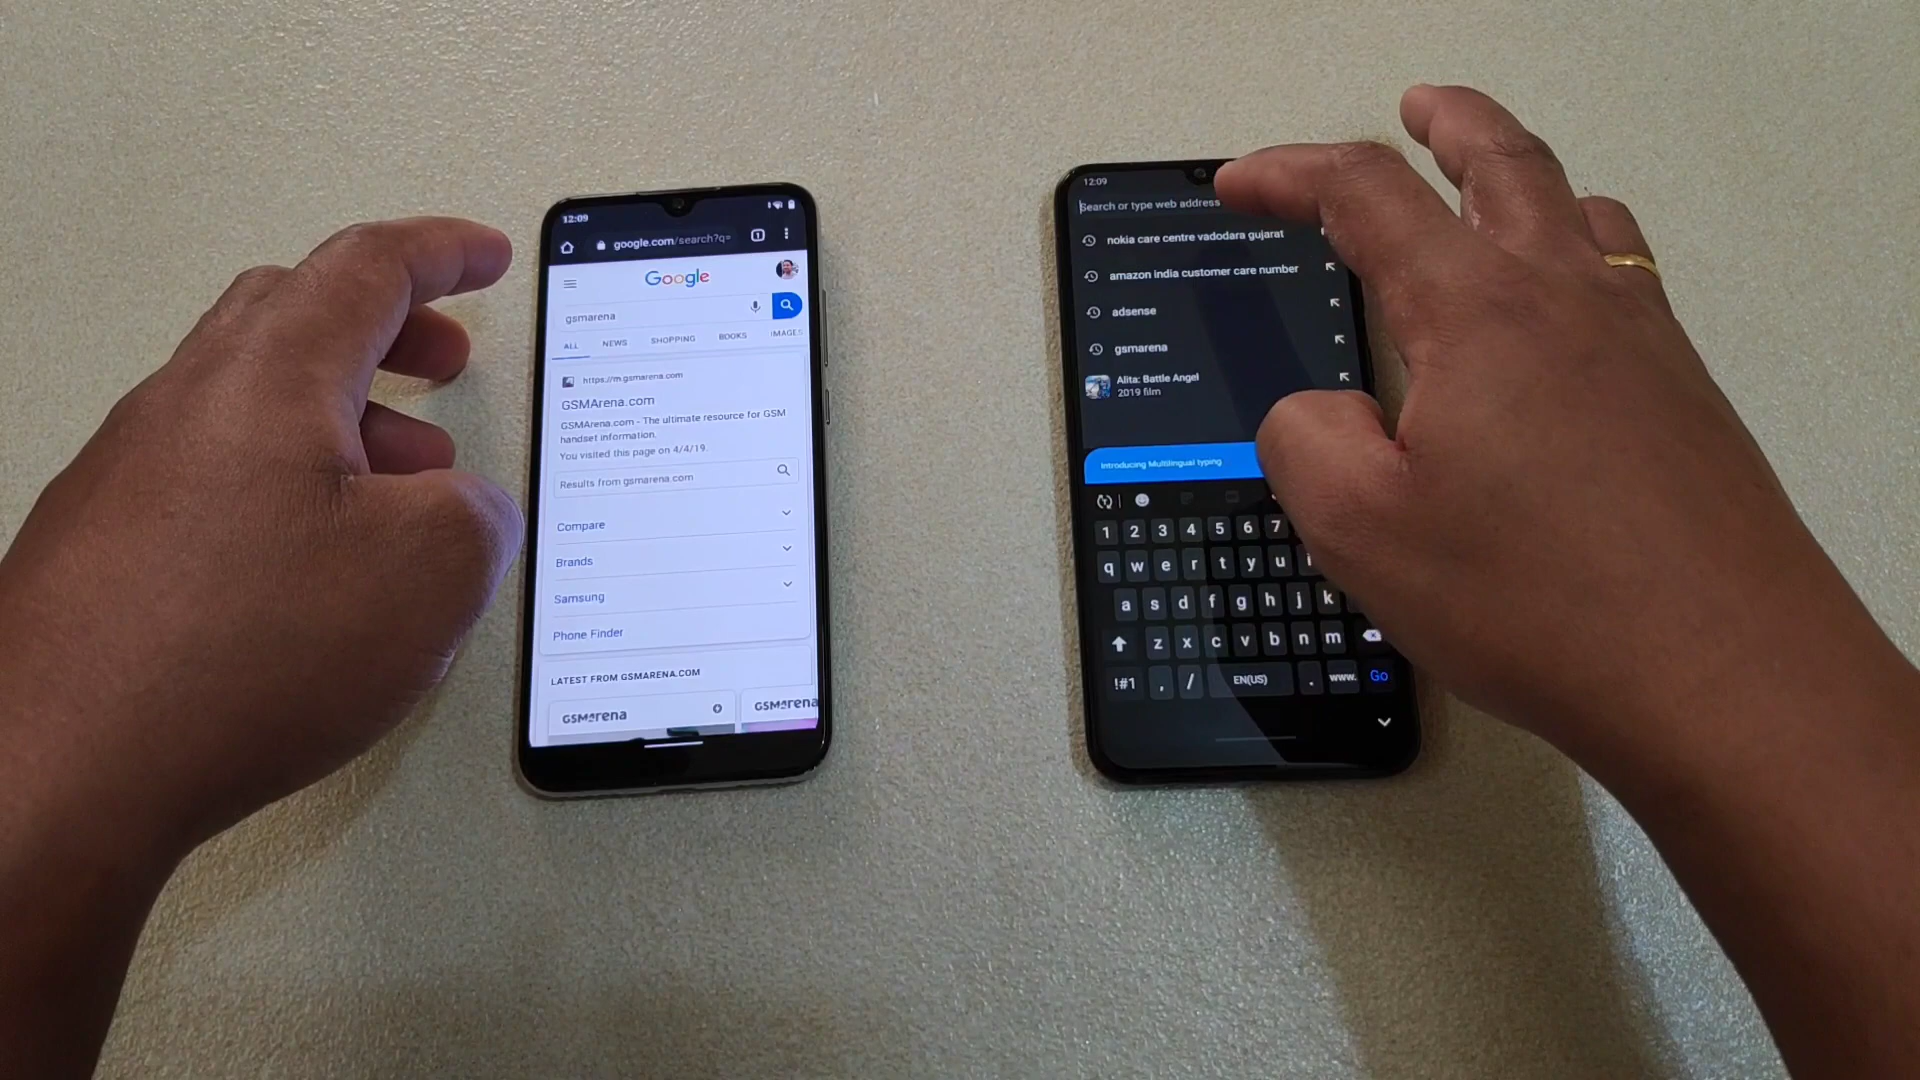 12:09
google.com/search?q=
1
Google
gsmarena
ALL NEWS SHOPPING BOOKS IMAGES
https://m.gsmarena.com
GSMArena.com
GSMArena.com - The ultimate resource for GSM
handset information.
You visited this page on 4/4/19.
Results from gsmarena.com
Compare
Brands
Samsung
Phone Finder
LATEST FROM GSMARENA.COM
GSMarena GSMarena
12:09
Search or type web address
nokia care centre vadodara gujarat
amazon india customer care number
adsense
gsmarena
Alita: Battle Angel
2019 film
Introducing Multilingual typing
1 2 3 4 5 6 7
q w e r t y u i
a s d f g h j k
z x c v b n m
!#1 , / EN(US) . www. Go